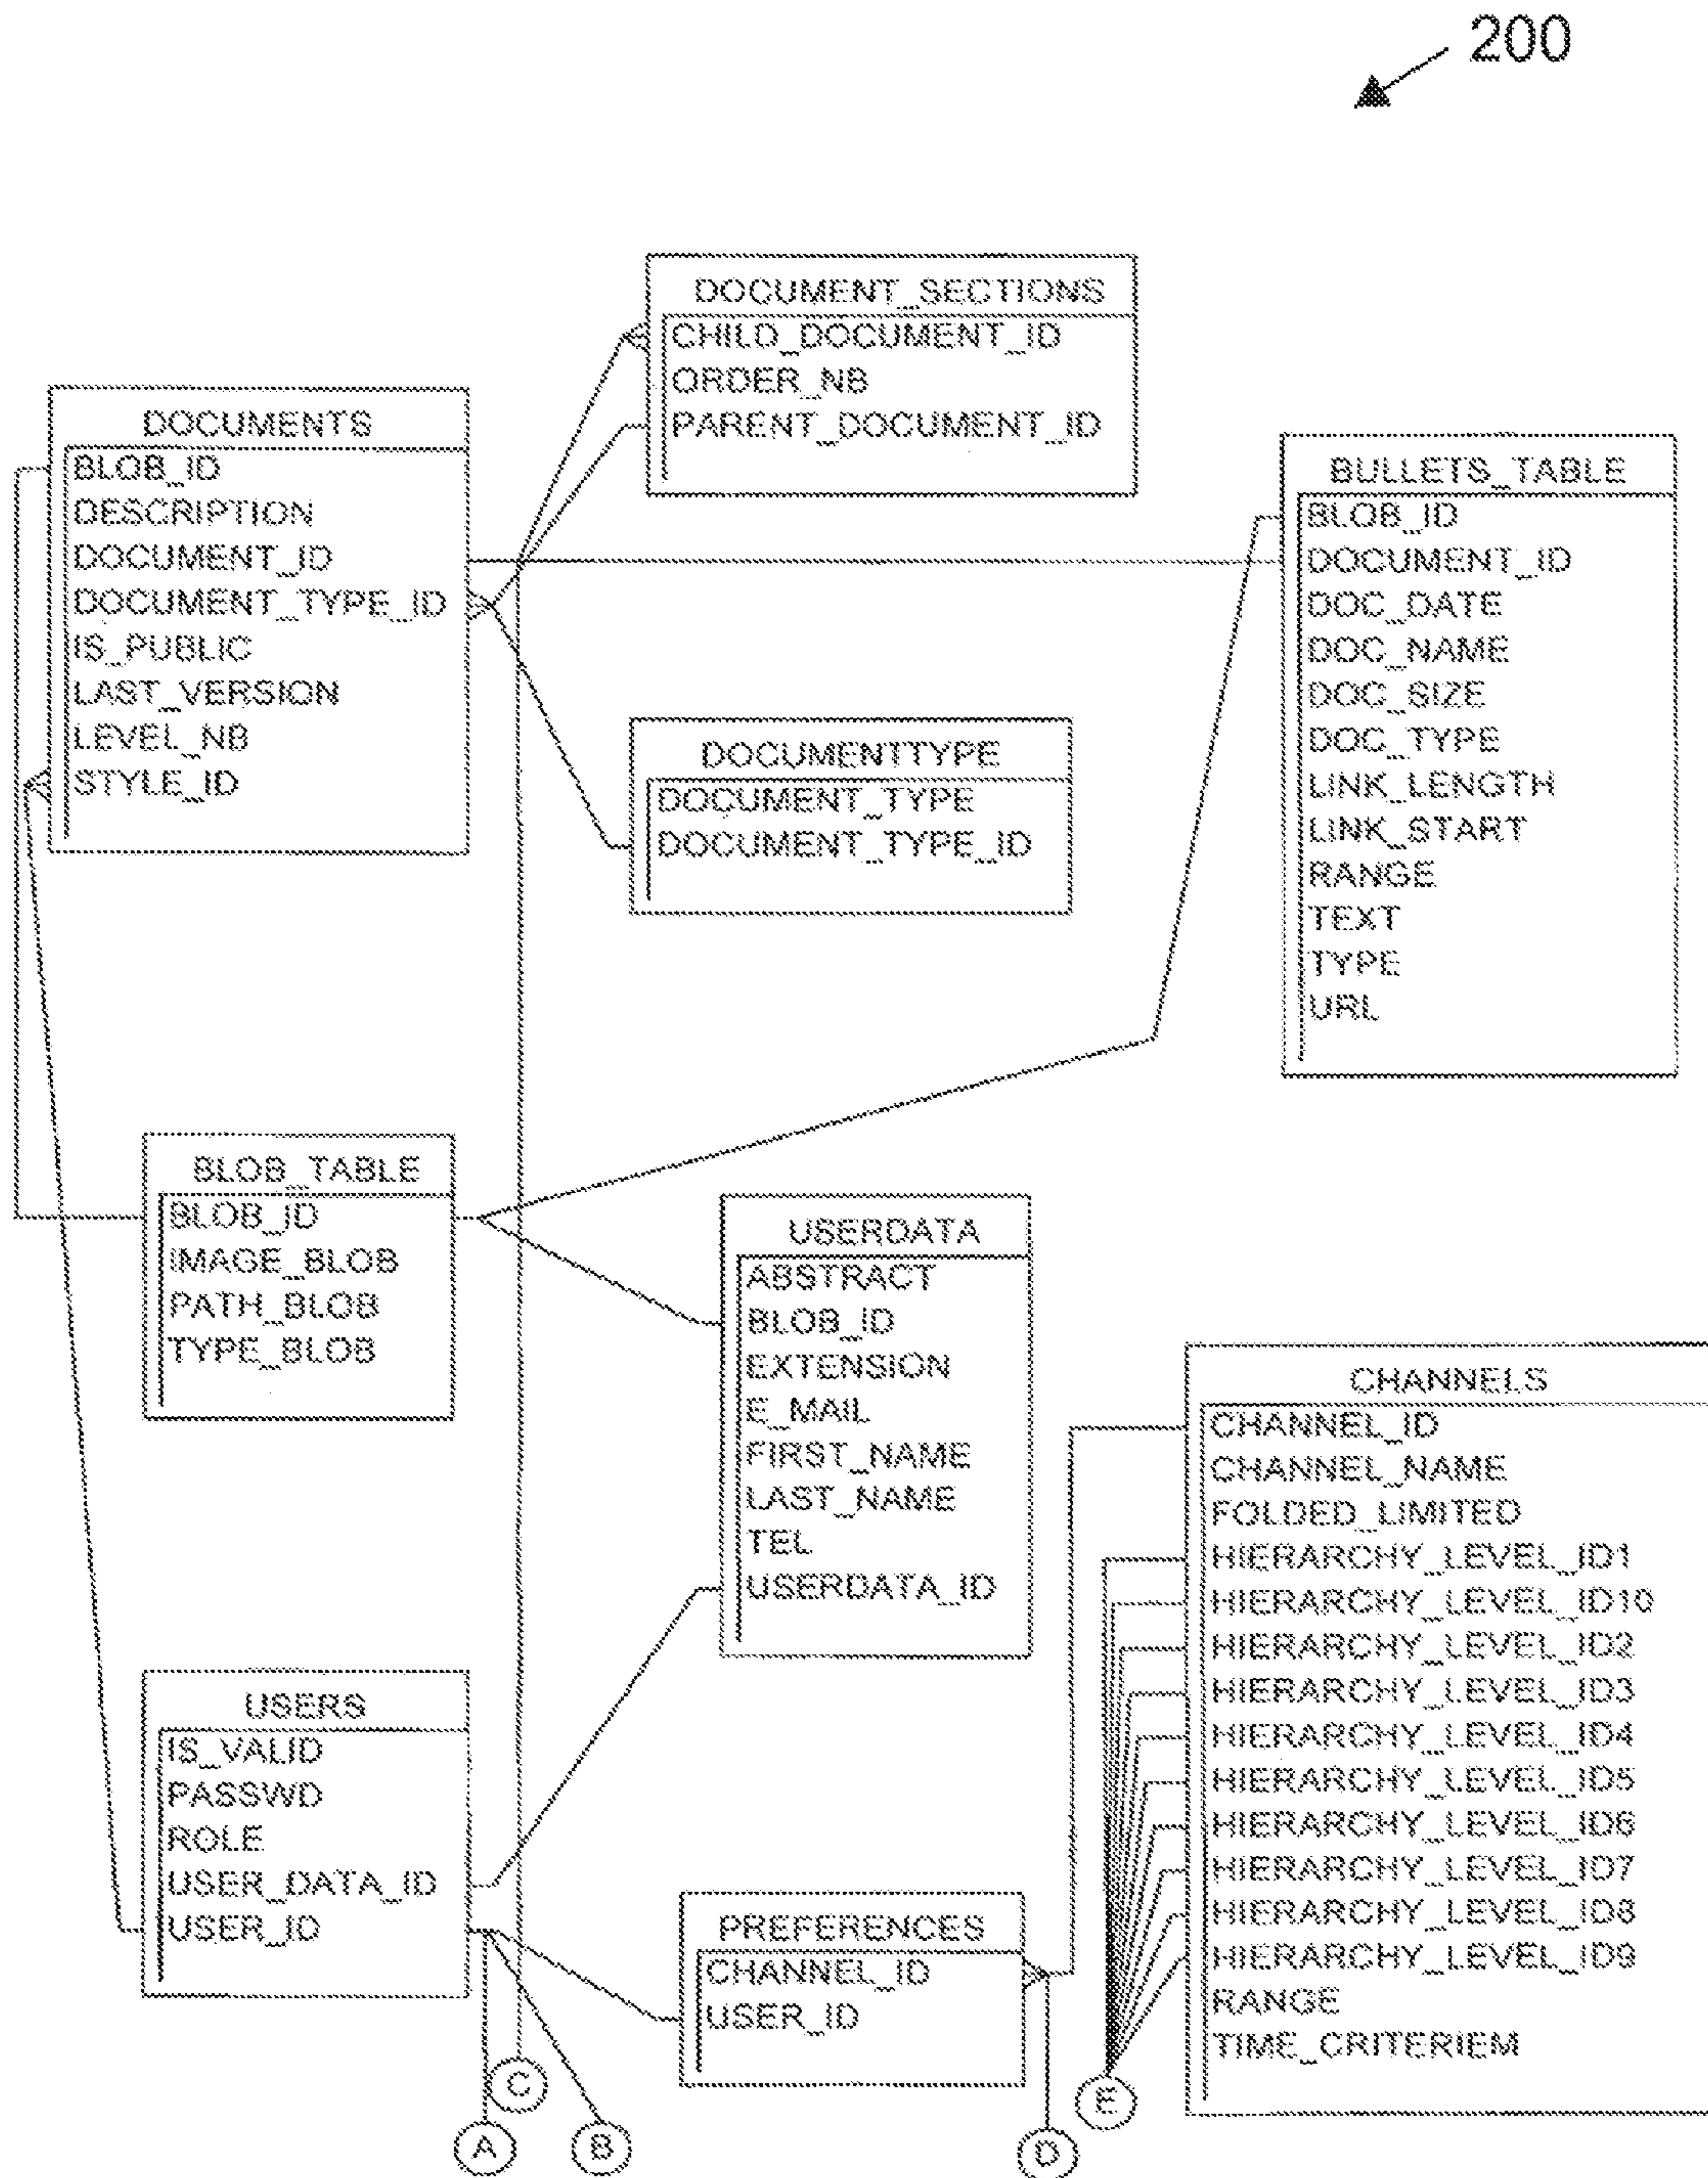 200
DOCUMENT_SECTIONS
CHILD_DOCUMENT_ID
ORDER_NB
PARENT_DOCUMENT_ID
DOCUMENTS
BLOB_ID
DESCRIPTION
DOCUMENT_ID
DOCUMENT_TYPE_ID
IS_PUBLIC
LAST_VERSION
LEVEL_NB
STYLE_ID
BULLETS_TABLE
BLOB_ID
DOCUMENT_ID
DOC_DATE
DOC_NAME
DOC_SIZE
DOC_TYPE
LINK_LENGTH
LINK_START
RANGE
TEXT
TYPE
URL
DOCUMENTTYPE
DOCUMENT_TYPE
DOCUMENT_TYPE_ID
BLOB_TABLE
BLOB_ID
IMAGE_BLOB
PATH_BLOB
TYPE_BLOB
USERDATA
ABSTRACT
BLOB_ID
EXTENSION
E_MAIL
FIRST_NAME
LAST_NAME
TEL
USERDATA_ID
CHANNELS
CHANNEL_ID
CHANNEL_NAME
FOLDED_LIMITED
HIERARCHY_LEVEL_ID1
HIERARCHY_LEVEL_ID10
HIERARCHY_LEVEL_ID2
HIERARCHY_LEVEL_ID3
HIERARCHY_LEVEL_ID4
HIERARCHY_LEVEL_ID5
HIERARCHY_LEVEL_ID6
HIERARCHY_LEVEL_ID7
HIERARCHY_LEVEL_ID8
HIERARCHY_LEVEL_ID9
RANGE
TIME_CRITERIEM
USERS
IS_VALID
PASSWD
ROLE
USER_DATA_ID
USER_ID
PREFERENCES
CHANNEL_ID
USER_ID
C
E
A
B
D